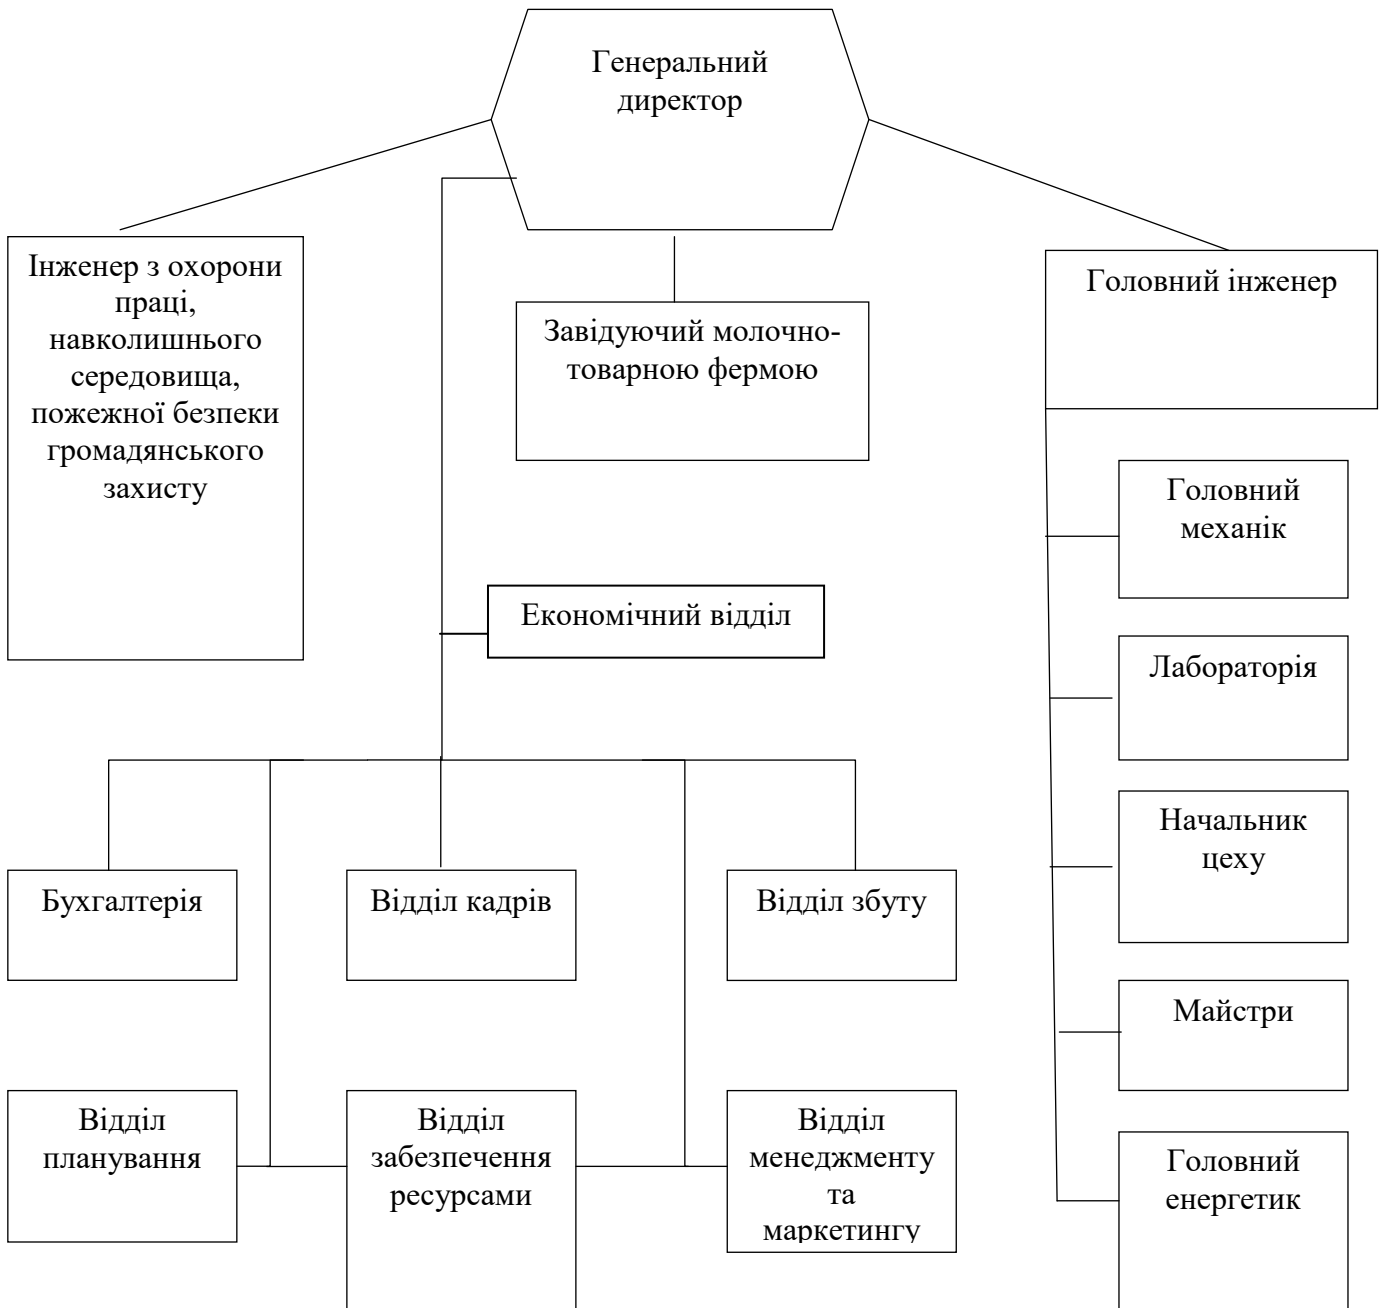 Генеральний
директор
Інженер з охорони
праці,
навколишнього
середовища,
пожежної безпеки
громадянського
захисту
Завідуючий молочно-
товарною фермою
Головний інженер
Головний
механік
Економічний відділ
Лабораторія
Начальник
цеху
Бухгалтерія
Відділ кадрів
Відділ збуту
Майстри
Відділ
планування
Відділ
забезпечення
ресурсами
Відділ
менеджменту
та
маркетингу
Головний
енергетик